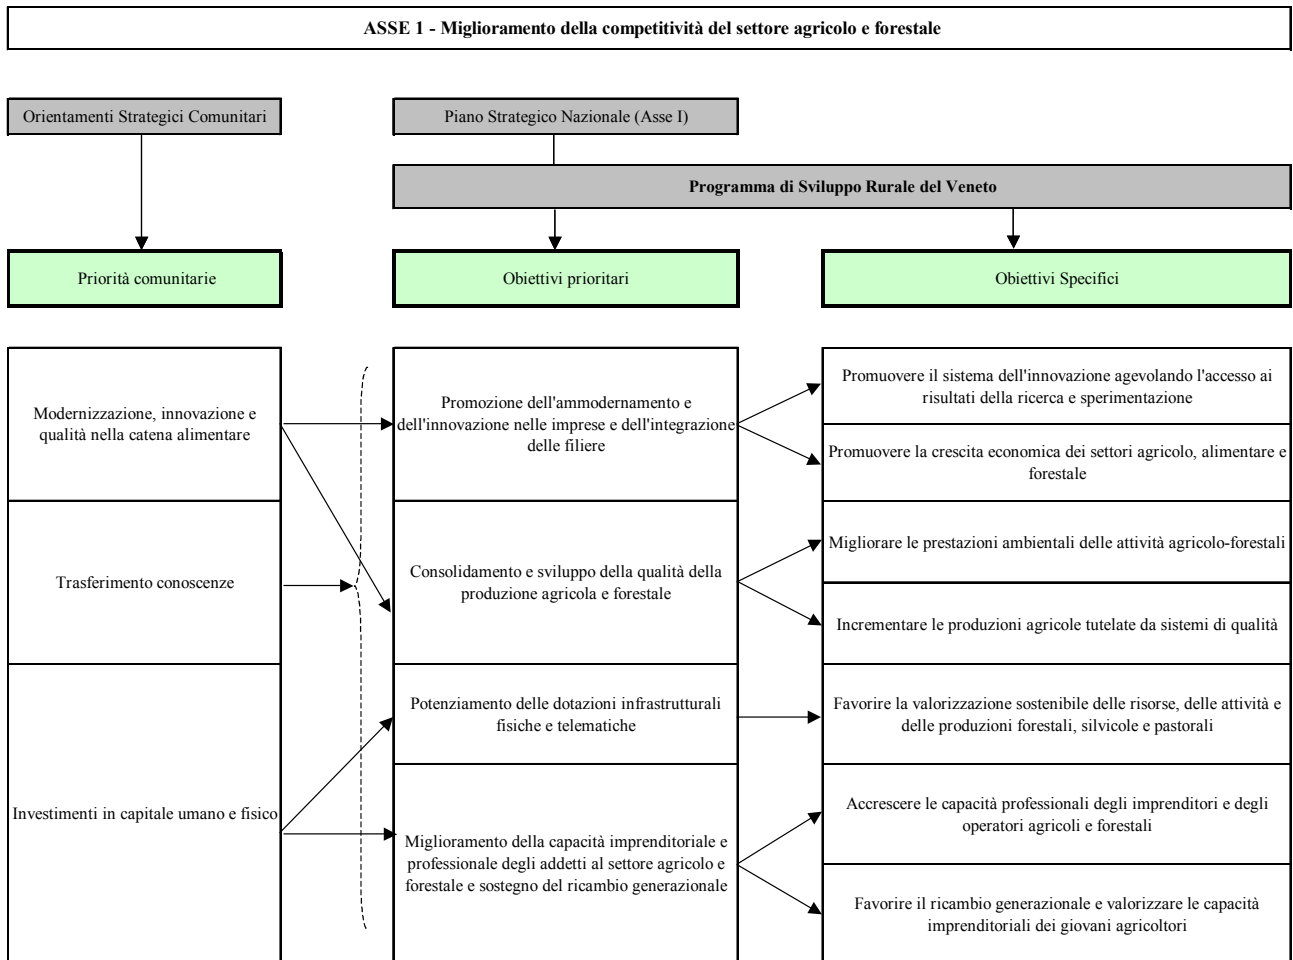 ASSE 1 - Miglioramento della competitività del settore agricolo e forestale
Orientamenti Strategici Comunitari
Piano Strategico Nazionale (Asse I)
Programma di Sviluppo Rurale del Veneto
Priorità comunitarie
Obiettivi prioritari
Obiettivi Specifici
Modernizzazione, innovazione e
qualità nella catena alimentare
Trasferimento conoscenze
Investimenti in capitale umano e fisico
Promozione dell'ammodernamento e
dell'innovazione nelle imprese e dell'integrazione
delle filiere
Consolidamento e sviluppo della qualità della
produzione agricola e forestale
Potenziamento delle dotazioni infrastrutturali
fisiche e telematiche
Miglioramento della capacità imprenditoriale e
professionale degli addetti al settore agricolo e
forestale e sostegno del ricambio generazionale
Promuovere il sistema dell'innovazione agevolando l'accesso ai
risultati della ricerca e sperimentazione
Promuovere la crescita economica dei settori agricolo, alimentare e
forestale
Migliorare le prestazioni ambientali delle attività agricolo-forestali
Incrementare le produzioni agricole tutelate da sistemi di qualità
Favorire la valorizzazione sostenibile delle risorse, delle attività e
delle produzioni forestali, silvicole e pastorali
Accrescere le capacità professionali degli imprenditori e degli
operatori agricoli e forestali
Favorire il ricambio generazionale e valorizzare le capacità
imprenditoriali dei giovani agricoltori